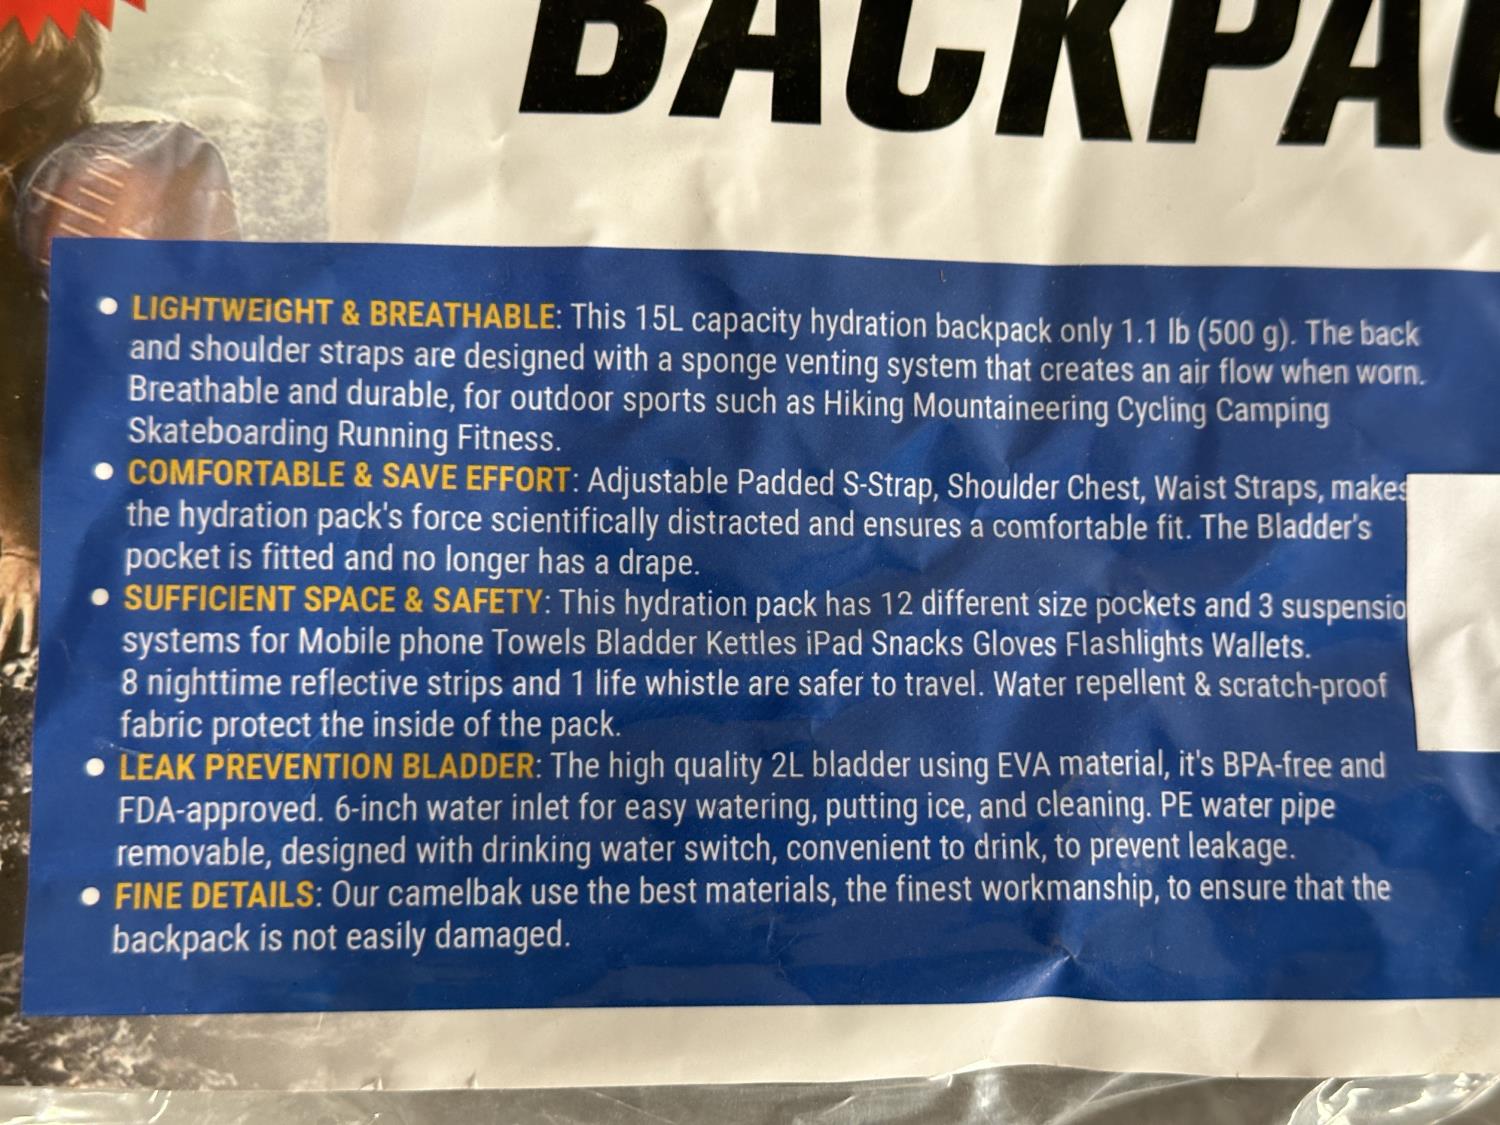 BACKPA
• LIGHTWEIGHT & BREATHABLE: This 15L capacity hydration backpack only 1.1 lb (500 g). The back
and shoulder straps are designed with a sponge venting system that creates an air flow when worn.
Breathable and durable, for outdoor sports such as Hiking Mountaineering Cycling Camping
Skateboarding Running Fitness.
• COMFORTABLE & SAVE EFFORT: Adjustable Padded S-Strap, Shoulder Chest, Waist Straps, makes
the hydration pack's force scientifically distracted and ensures a comfortable fit. The Bladder's
pocket is fitted and no longer has a drape.
• SUFFICIENT SPACE & SAFETY: This hydration pack has 12 different size pockets and 3 suspensio
systems for Mobile phone Towels Bladder Kettles iPad Snacks Gloves Flashlights Wallets.
8 nighttime reflective strips and 1 life whistle are safer to travel. Water repellent & scratch-proof
fabric protect the inside of the pack.
• LEAK PREVENTION BLADDER: The high quality 2L bladder using EVA material, it's BPA-free and
FDA-approved. 6-inch water inlet for easy watering, putting ice, and cleaning. PE water pipe
removable, designed with drinking water switch, convenient to drink, to prevent leakage.
• FINE DETAILS: Our camelbak use the best materials, the finest workmanship, to ensure that the
backpack is not easily damaged.